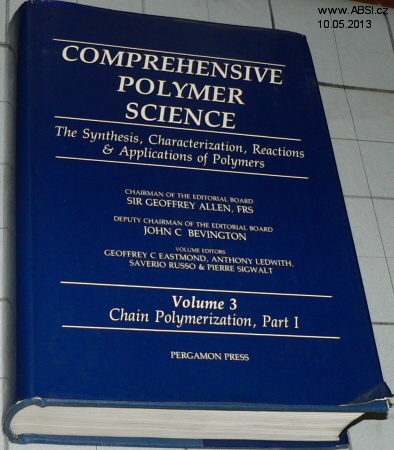 www.ABSI.cz
10.05.2013
COMPREHENSIVE
POLYMER
SCIENCE
The Synthesis, Characterization, Reactions
& Applications of Polymers
CHAIRMAN OF THE EDITORIAL BOARD
SIR GEOFFREY ALLEN, FRS
DEPUTY CHAIRMAN OF THE EDITORIAL BOARD
JOHN C BEVINGTON
VOLUME EDITORS
GEOFFREY C EASTMOND, ANTHONY LEDWITH,
SAVERIO RUSSO & PIERRE SIGWALT
Volume 3
Chain Polymerization, Part I
PERGAMON PRESS